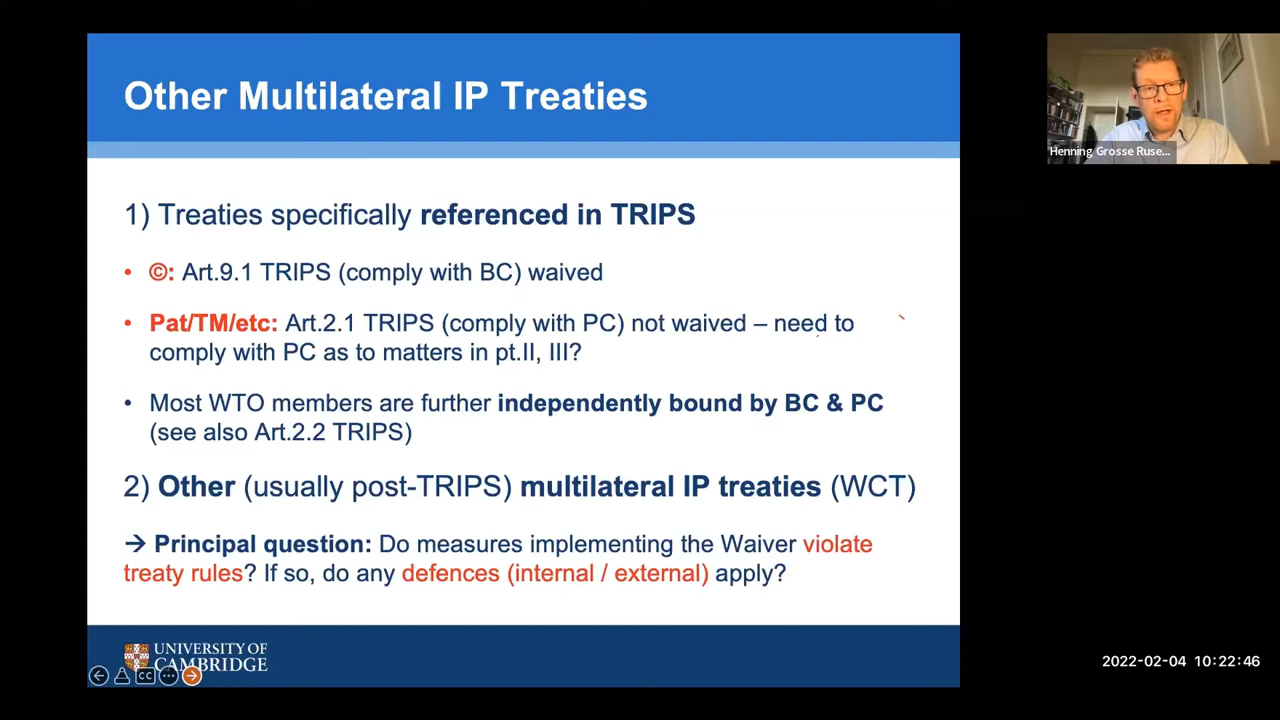 Other Multilateral IP Treaties
1) Treaties specifically referenced in TRIPS
• ©: Art.9.1 TRIPS (comply with BC) waived
• Pat/TM/etc: Art.2.1 TRIPS (comply with PC) not waived – need to
comply with PC as to matters in pt.II, III?
• Most WTO members are further independently bound by BC & PC
(see also Art.2.2 TRIPS)
2) Other (usually post-TRIPS) multilateral IP treaties (WCT)
→ Principal question: Do measures implementing the Waiver violate
treaty rules? If so, do any defences (internal / external) apply?
UNIVERSITY OF
CAMBRIDGE
CC
Henning Grosse Ruse...
2022-02-04 10:22:46